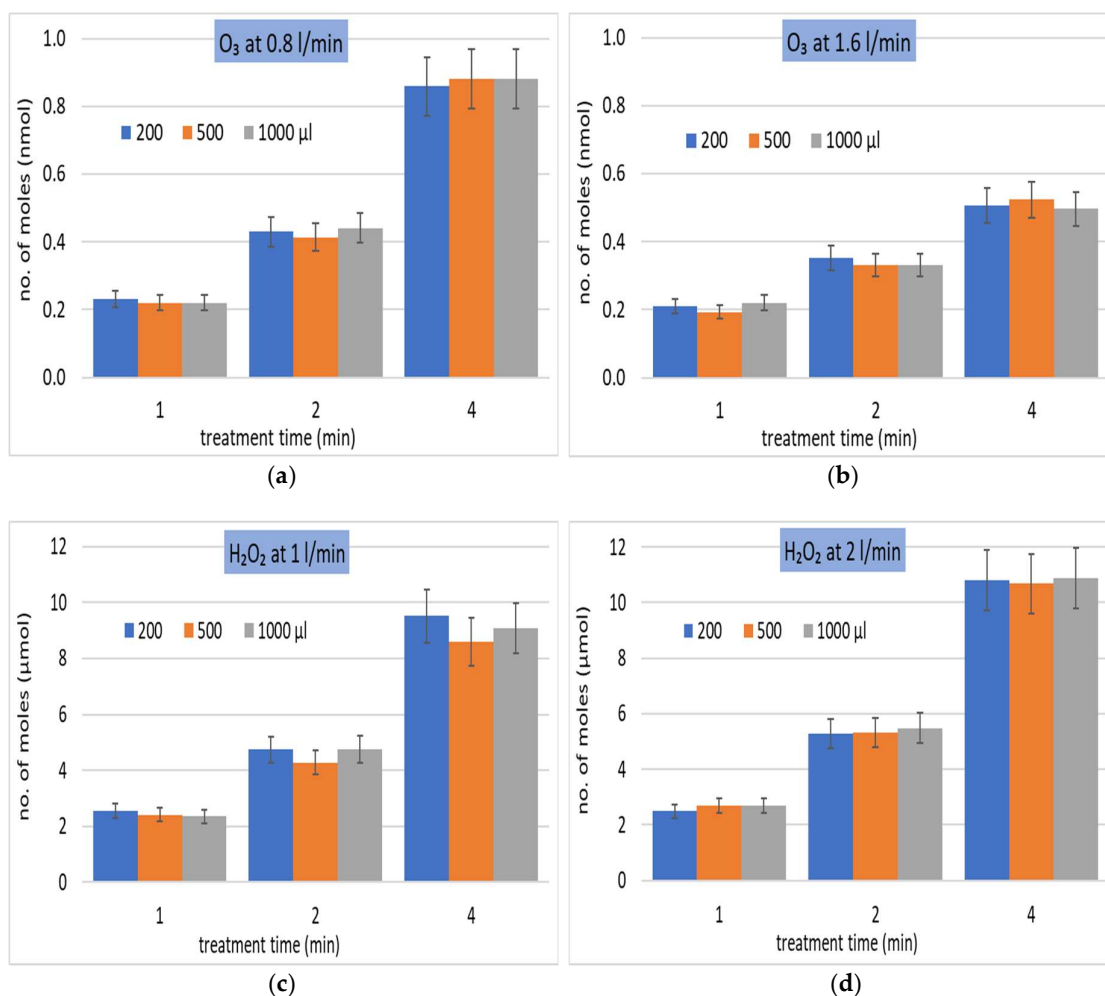 O₃ at 0.8 l/min
no. of moles (nmol)
1.0
0.8
0.6
0.4
0.2
0.0
200 500 1000 µl
1 2 4
treatment time (min)
(a)
O₃ at 1.6 l/min
no. of moles (nmol)
1.0
0.8
0.6
0.4
0.2
0.0
200 500 1000 µl
1 2 4
treatment time (min)
(b)
H₂O₂ at 1 l/min
no. of moles (µmol)
12
10
8
6
4
2
0
200 500 1000 µl
1 2 4
treatment time (min)
(c)
H₂O₂ at 2 l/min
no. of moles (µmol)
12
10
8
6
4
2
0
200 500 1000 µl
1 2 4
treatment time (min)
(d)